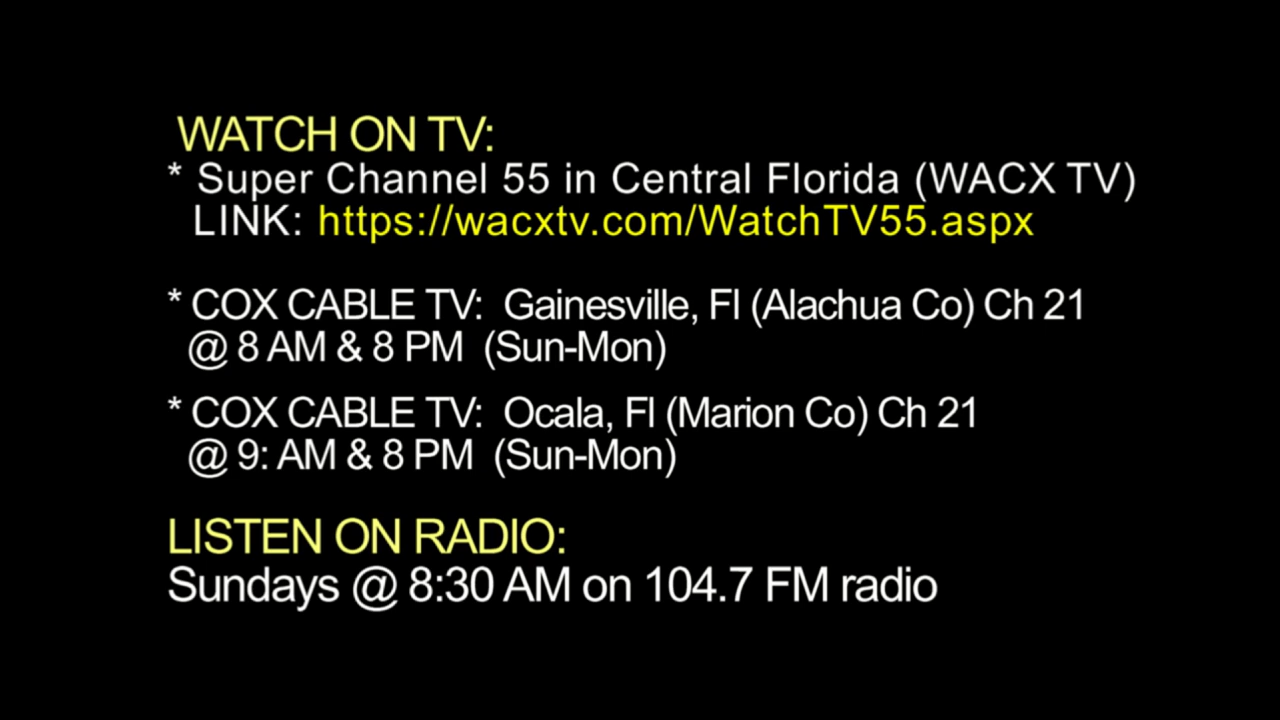 WATCH ON TV:
* Super Channel 55 in Central Florida (WACX TV)
LINK: https://wacxtv.com/WatchTV55.aspx
* COX CABLE TV: Gainesville, Fl (Alachua Co) Ch 21
@ 8 AM & 8 PM (Sun-Mon)
* COX CABLE TV: Ocala, Fl (Marion Co) Ch 21
@ 9: AM & 8 PM (Sun-Mon)
LISTEN ON RADIO:
Sundays @ 8:30 AM on 104.7 FM radio